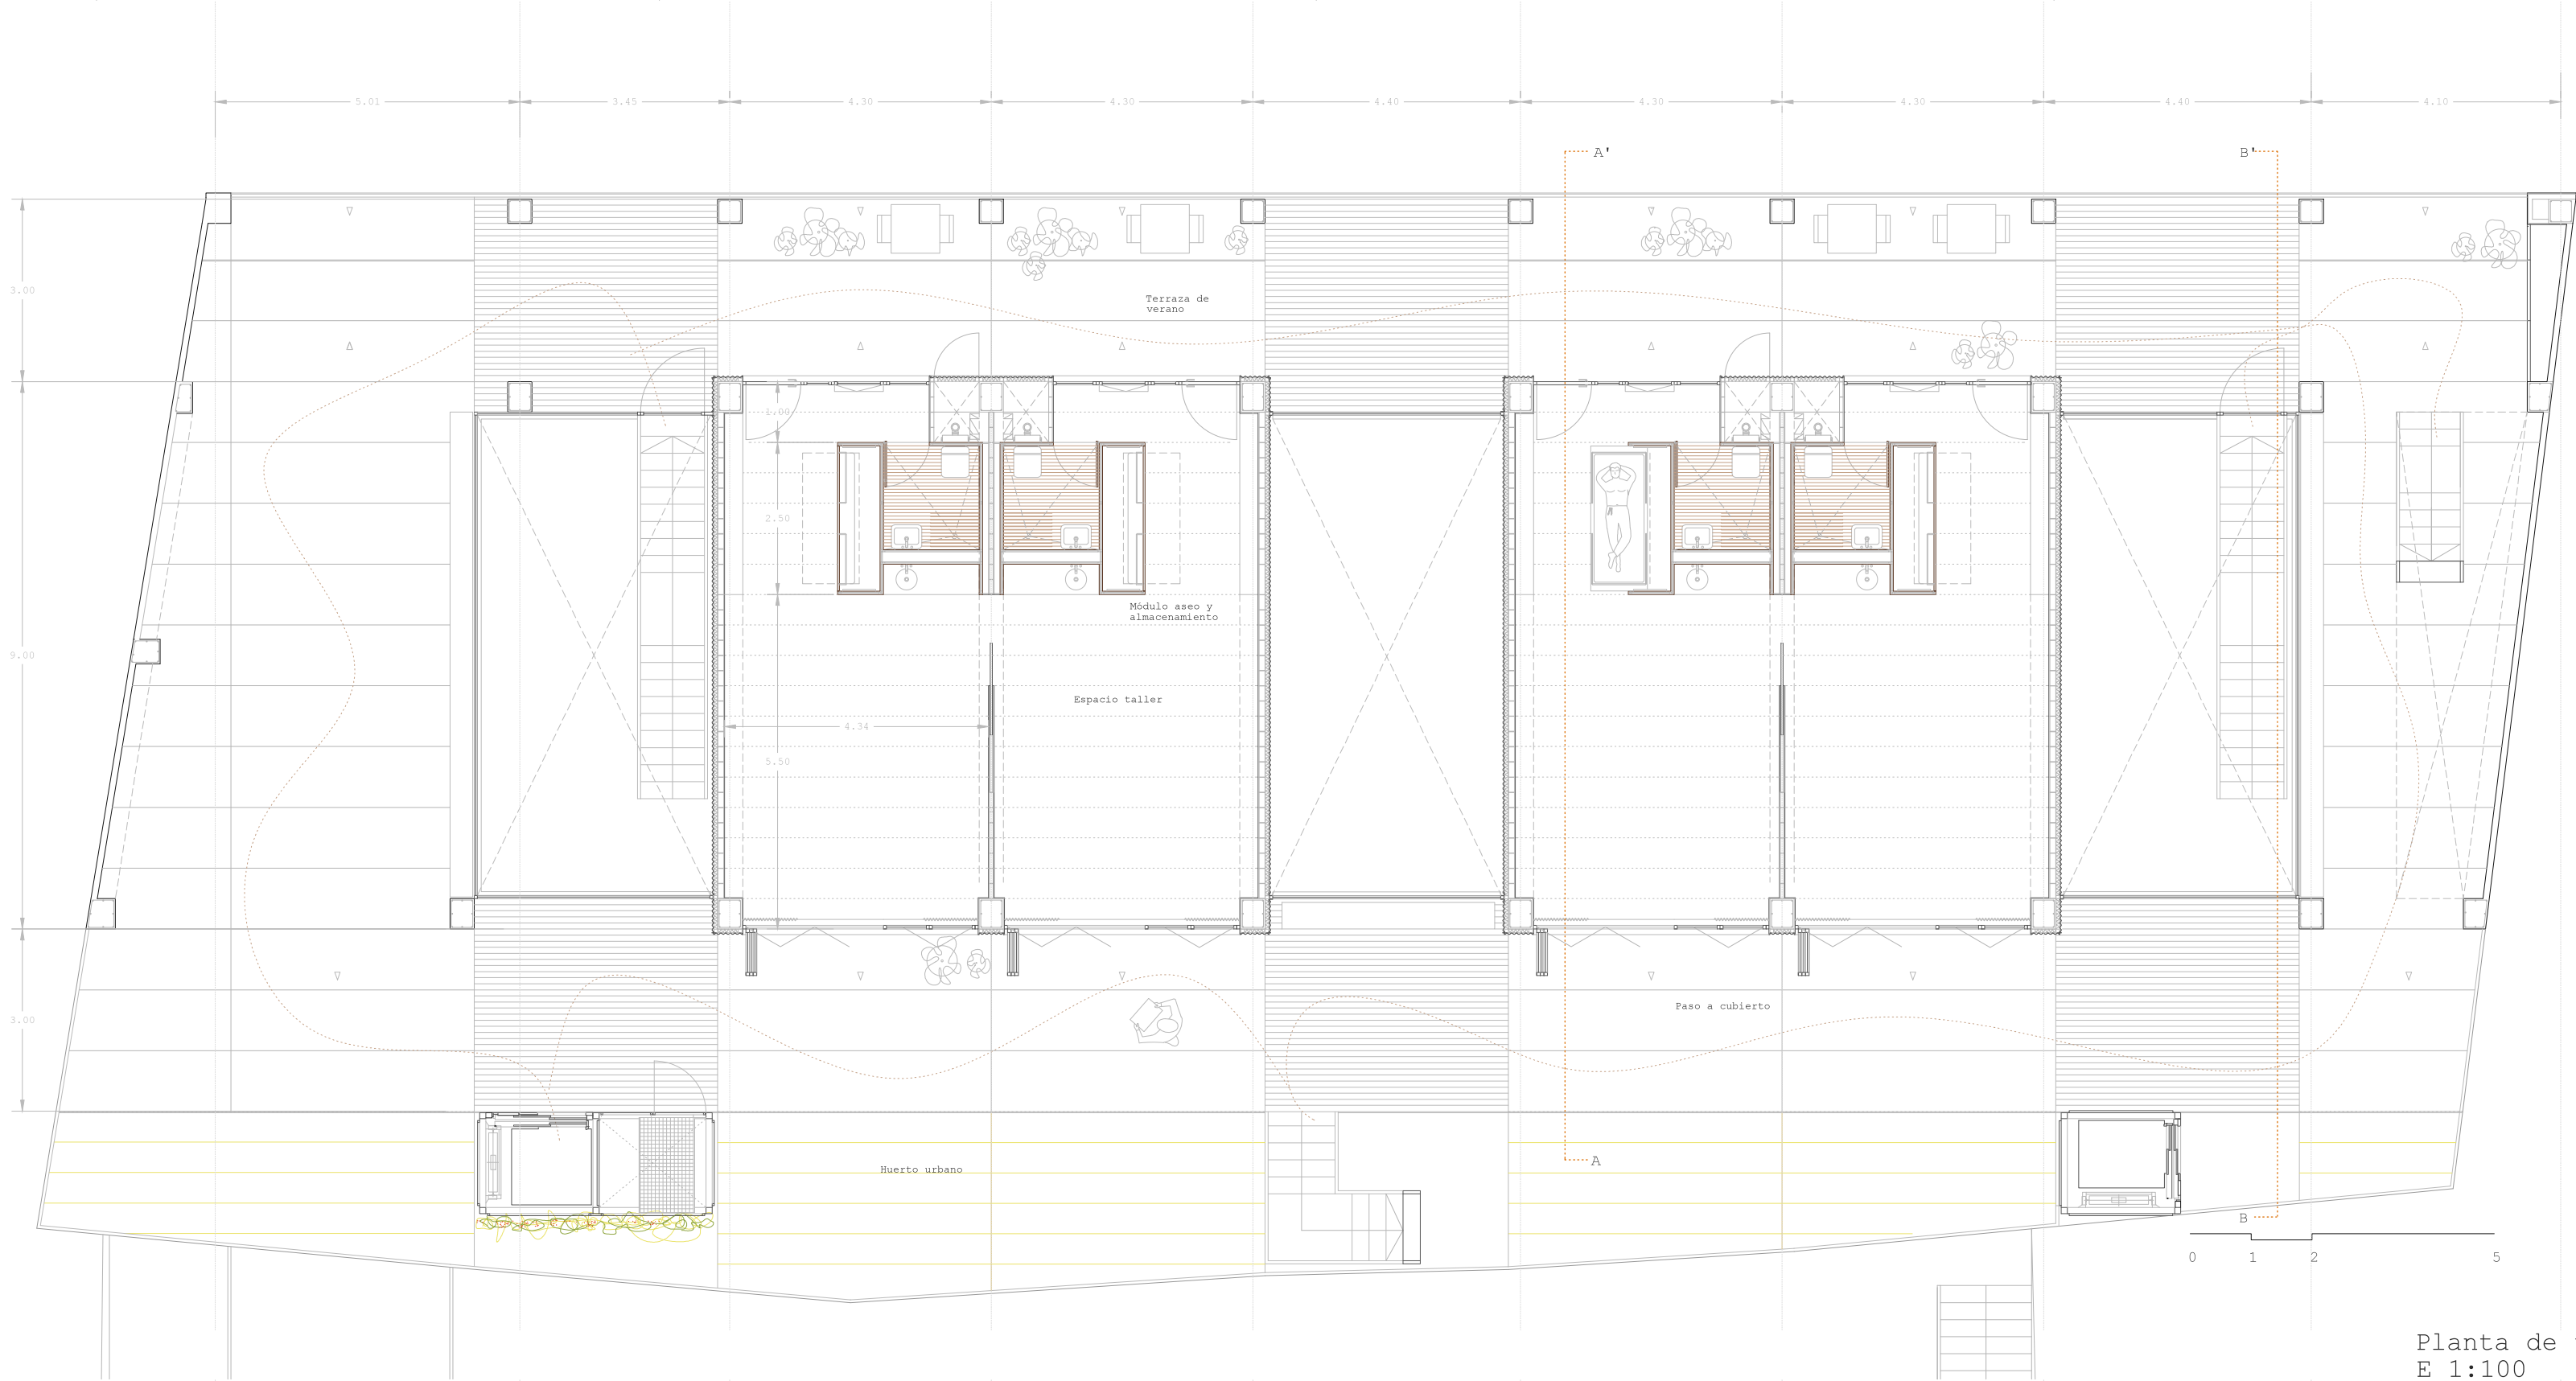 5.01 3.45 4.30 4.30 4.40 4.30 4.30 4.40 4.10
A' B'
3.00
Terraza de
verano
1.00
2.50
Módulo aseo y
almacenamiento
9.00
Espacio taller
4.34
5.50
Paso a cubierto
3.00
A
Huerto urbano
B
0 1 2 5
Planta de
E 1:100